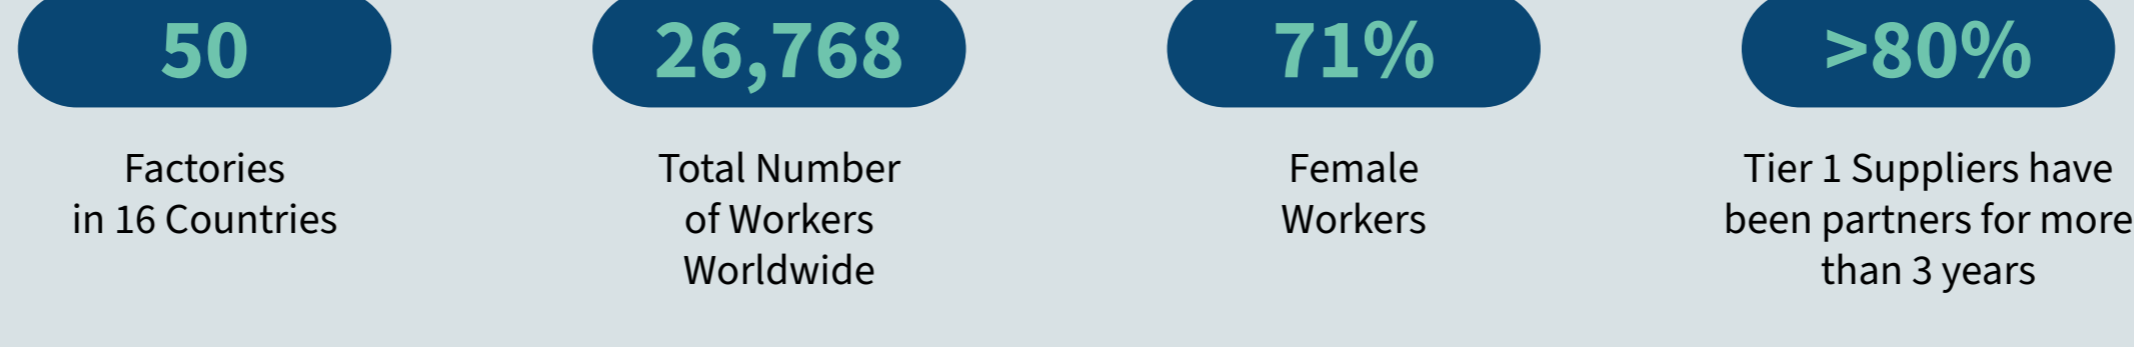 50
Factories
in 16 Countries
26,768
Total Number
of Workers
Worldwide
71%
Female
Workers
>80%
Tier 1 Suppliers have
been partners for more
than 3 years